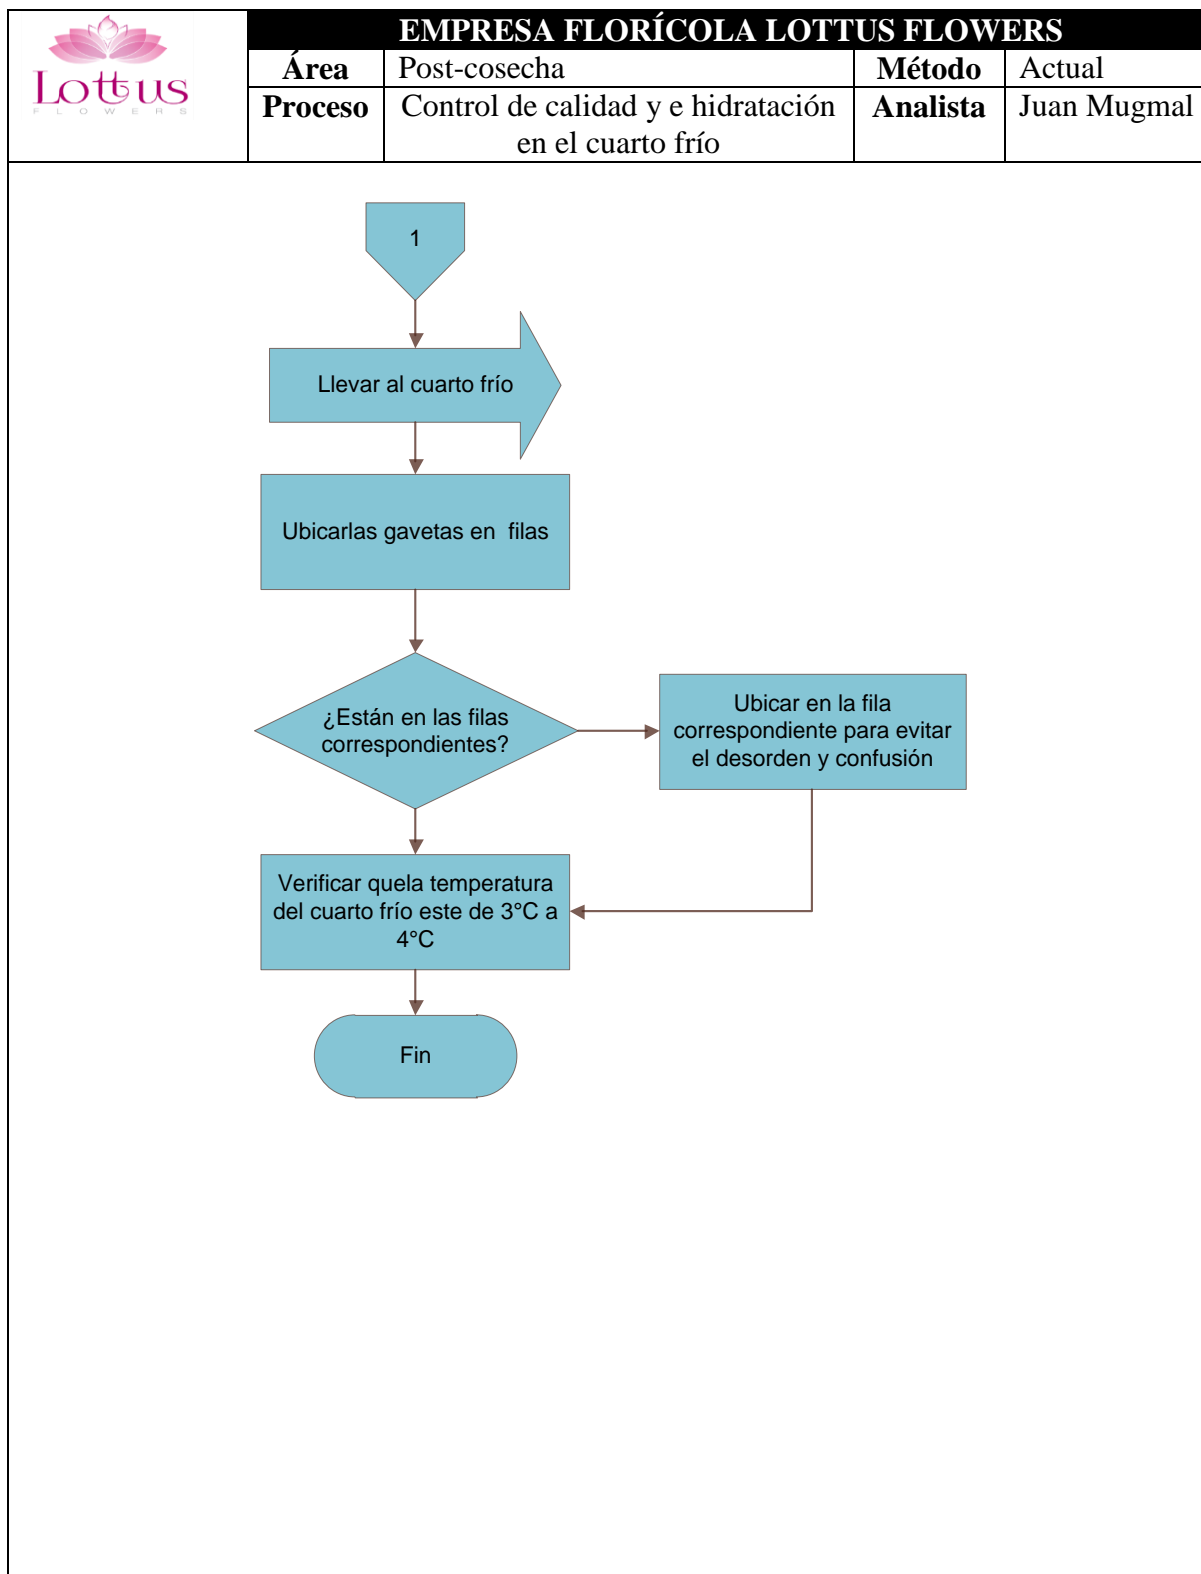 Lottus
FLOWERS
EMPRESA FLORÍCOLA LOTTUS FLOWERS
Área Post-cosecha Método Actual
Proceso Control de calidad y e hidratación Analista Juan Mugmal
en el cuarto frío
1
Llevar al cuarto frío
Ubicarlas gavetas en filas
¿Están en las filas
correspondientes?
Ubicar en la fila
correspondiente para evitar
el desorden y confusión
Verificar quela temperatura
del cuarto frío este de 3°C a
4°C
Fin